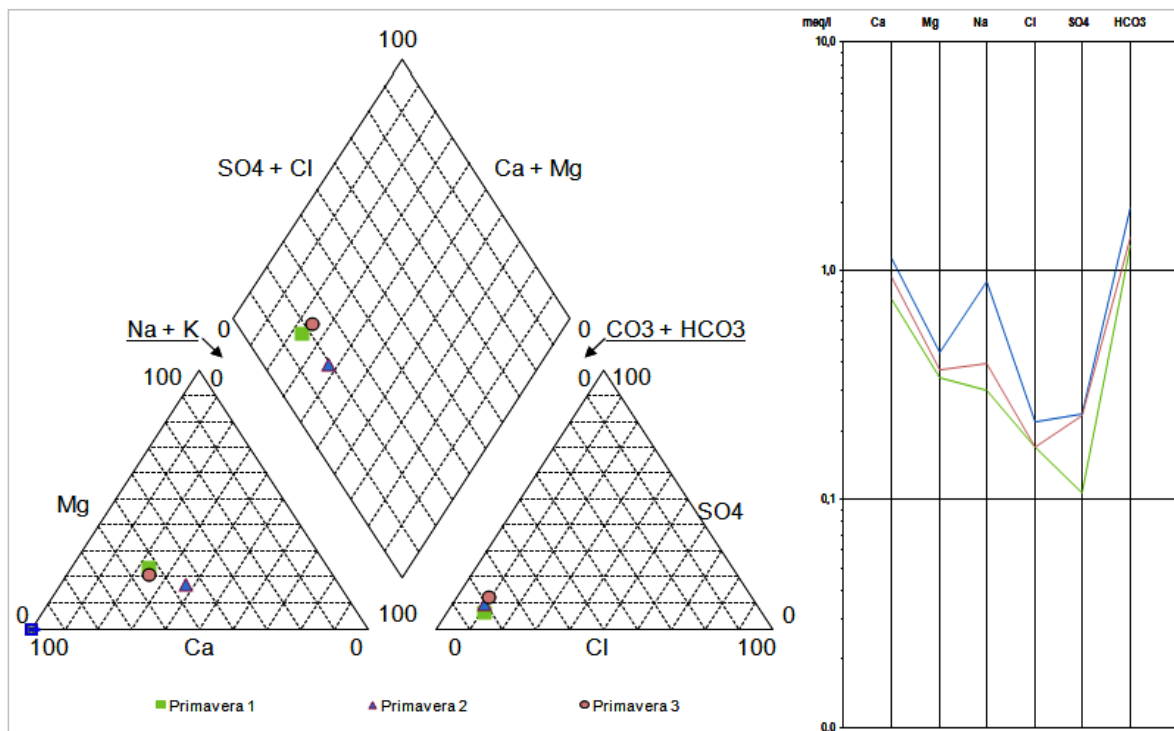 meq/l Ca Mg Na Cl SO4 HCO3
10,0
100
SO4 + Cl
Ca + Mg
1,0
Na + K
0
0
CO3 + HCO3
100 0
0 100
Mg
SO4
0,1
0
100
0
100 Ca 0
0 Cl 100
Primavera 1
Primavera 2
Primavera 3
0.0